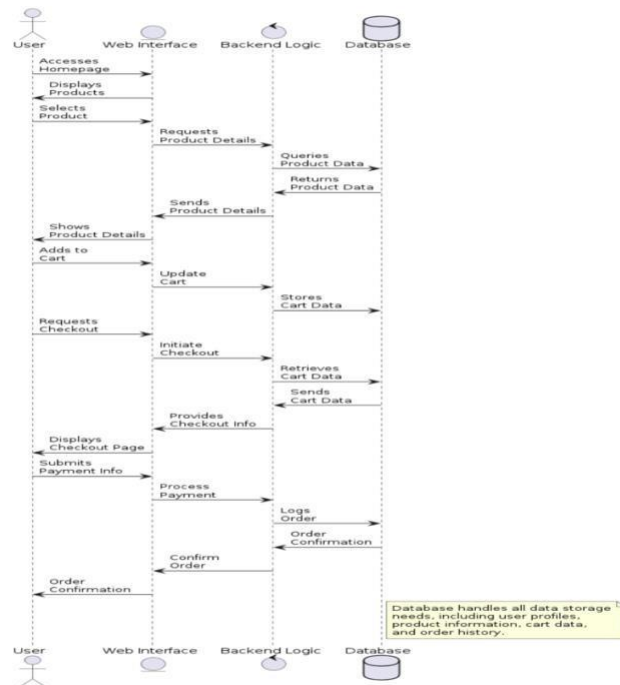 User
Web Interface
Backend Logic
Database
Accesses
Homepage
Displays
Products
Selects
Product
Requests
Product Details
Queries
Product Data
Returns
Product Data
Sends
Product Details
Shows
Product Details
Adds to
Cart
Update
Cart
Stores
Cart Data
Requests
Checkout
Initiate
Checkout
Retrieves
Cart Data
Sends
Cart Data
Provides
Checkout Info
Displays
Checkout Page
Submits
Payment Info
Process
Payment
Logs
Order
Order
Confirmation
Confirm
Order
Order
Confirmation
Database handles all data storage
needs, including user profiles,
product information, cart data,
and order history.
User
Web Interface
Backend Logic
Database